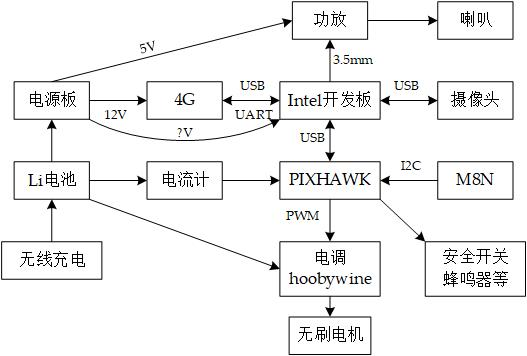 功放
喇叭
5V
3.5mm
电源板
4G
USB
Intel开发板
USB
摄像头
12V
UART
?V
USB
Li电池
电流计
PIXHAWK
I2C
M8N
PWM
无线充电
电调
hoobywine
安全开关
蜂鸣器等
无刷电机